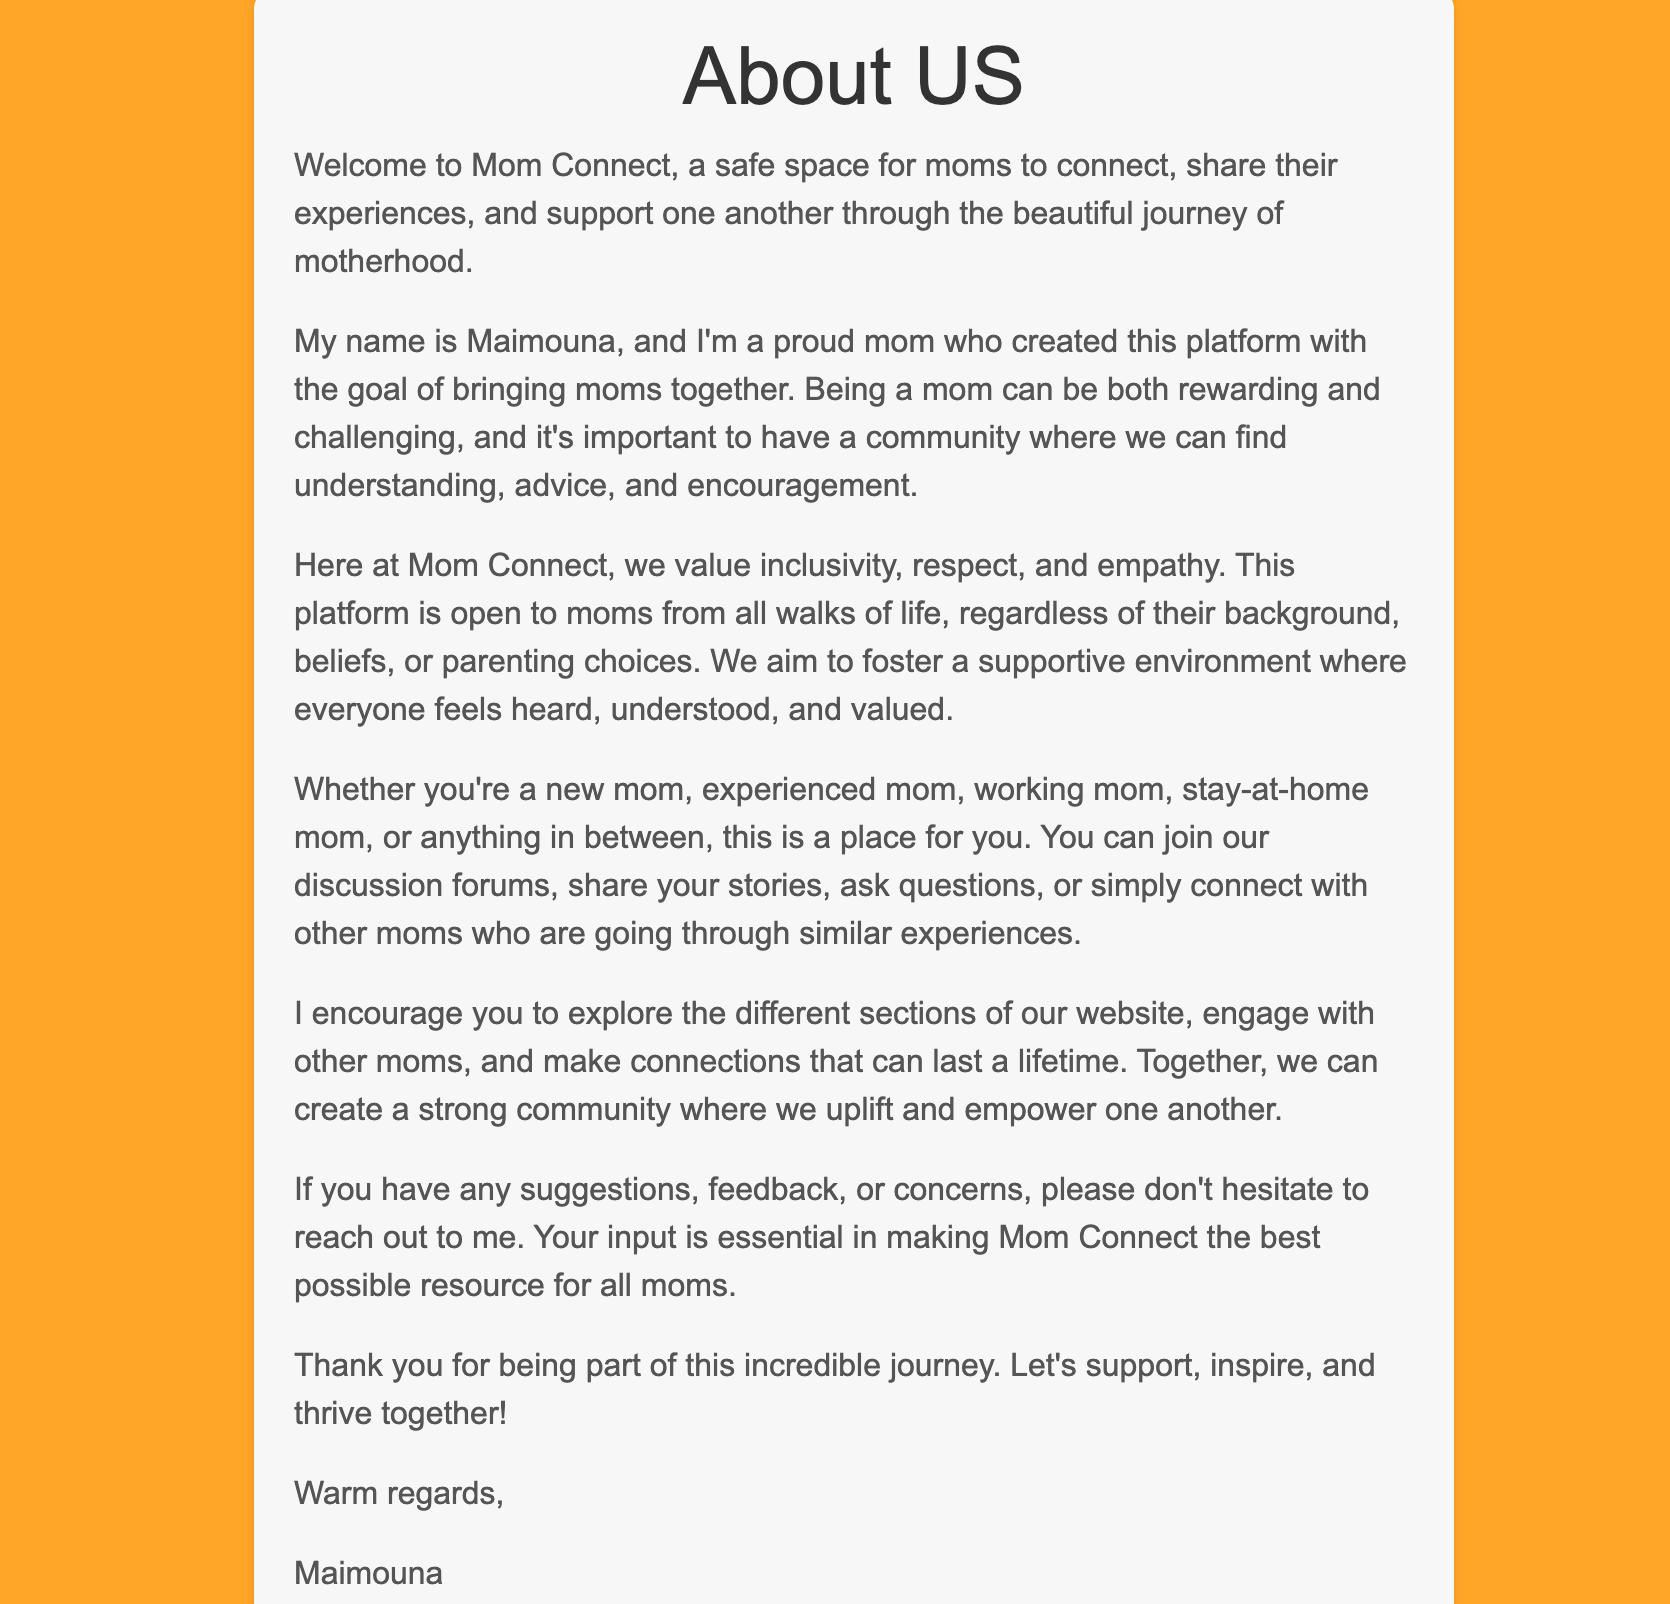 About US
Welcome to Mom Connect, a safe space for moms to connect, share their
experiences, and support one another through the beautiful journey of
motherhood.
My name is Maimouna, and I'm a proud mom who created this platform with
the goal of bringing moms together. Being a mom can be both rewarding and
challenging, and it's important to have a community where we can find
understanding, advice, and encouragement.
Here at Mom Connect, we value inclusivity, respect, and empathy. This
platform is open to moms from all walks of life, regardless of their background,
beliefs, or parenting choices. We aim to foster a supportive environment where
everyone feels heard, understood, and valued.
Whether you're a new mom, experienced mom, working mom, stay-at-home
mom, or anything in between, this is a place for you. You can join our
discussion forums, share your stories, ask questions, or simply connect with
other moms who are going through similar experiences.
I encourage you to explore the different sections of our website, engage with
other moms, and make connections that can last a lifetime. Together, we can
create a strong community where we uplift and empower one another.
If you have any suggestions, feedback, or concerns, please don't hesitate to
reach out to me. Your input is essential in making Mom Connect the best
possible resource for all moms.
Thank you for being part of this incredible journey. Let's support, inspire, and
thrive together!
Warm regards,
Maimouna